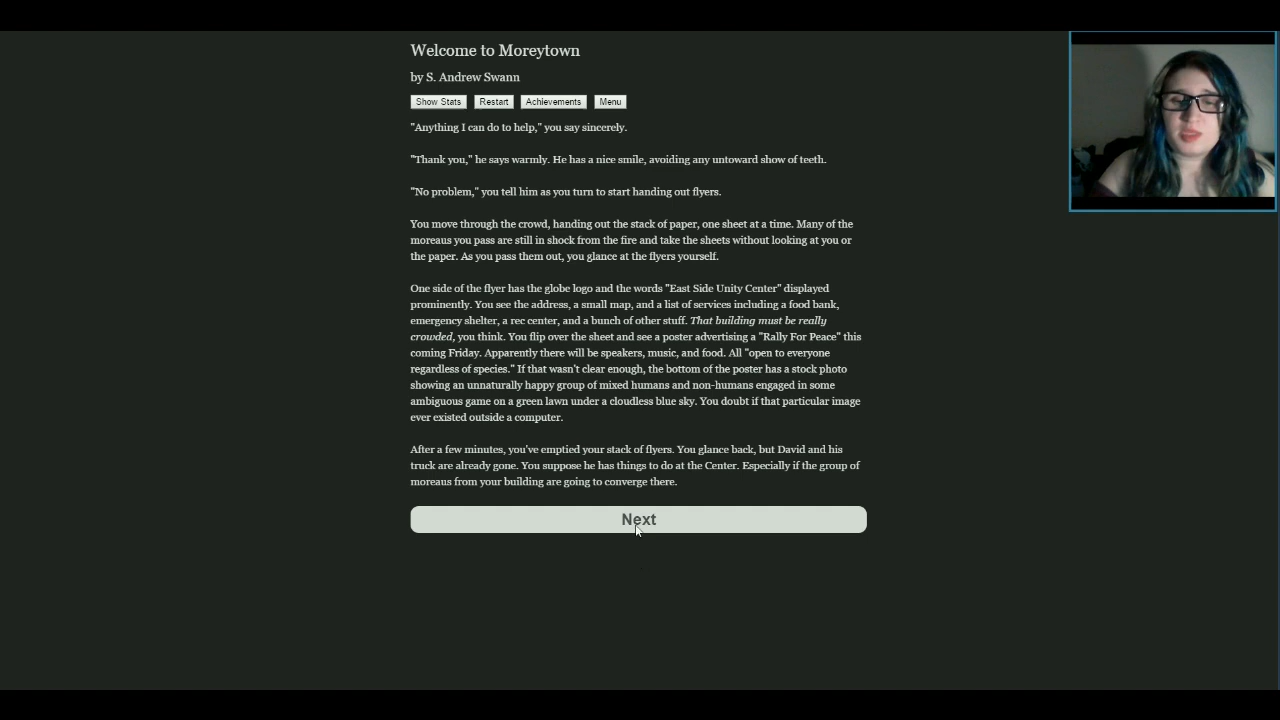 Welcome to Moreytown
by S. Andrew Swann
Show Stats Restart Achievements Menu
"Anything I can do to help," you say sincerely.
"Thank you," he says warmly. He has a nice smile, avoiding any untoward show of teeth.
"No problem," you tell him as you turn to start handing out flyers.
You move through the crowd, handing out the stack of paper, one sheet at a time. Many of the
moreaus you pass are still in shock from the fire and take the sheets without looking at you or
the paper. As you pass them out, you glance at the flyers yourself.
One side of the flyer has the globe logo and the words "East Side Unity Center" displayed
prominently. You see the address, a small map, and a list of services including a food bank,
emergency shelter, a rec center, and a bunch of other stuff. That building must be really
crowded, you think. You flip over the sheet and see a poster advertising a "Rally For Peace" this
coming Friday. Apparently there will be speakers, music, and food. All "open to everyone
regardless of species." If that wasn't clear enough, the bottom of the poster has a stock photo
showing an unnaturally happy group of mixed humans and non-humans engaged in some
ambiguous game on a green lawn under a cloudless blue sky. You doubt if that particular image
ever existed outside a computer.
After a few minutes, you've emptied your stack of flyers. You glance back, but David and his
truck are already gone. You suppose he has things to do at the Center. Especially if the group of
moreaus from your building are going to converge there.
Next